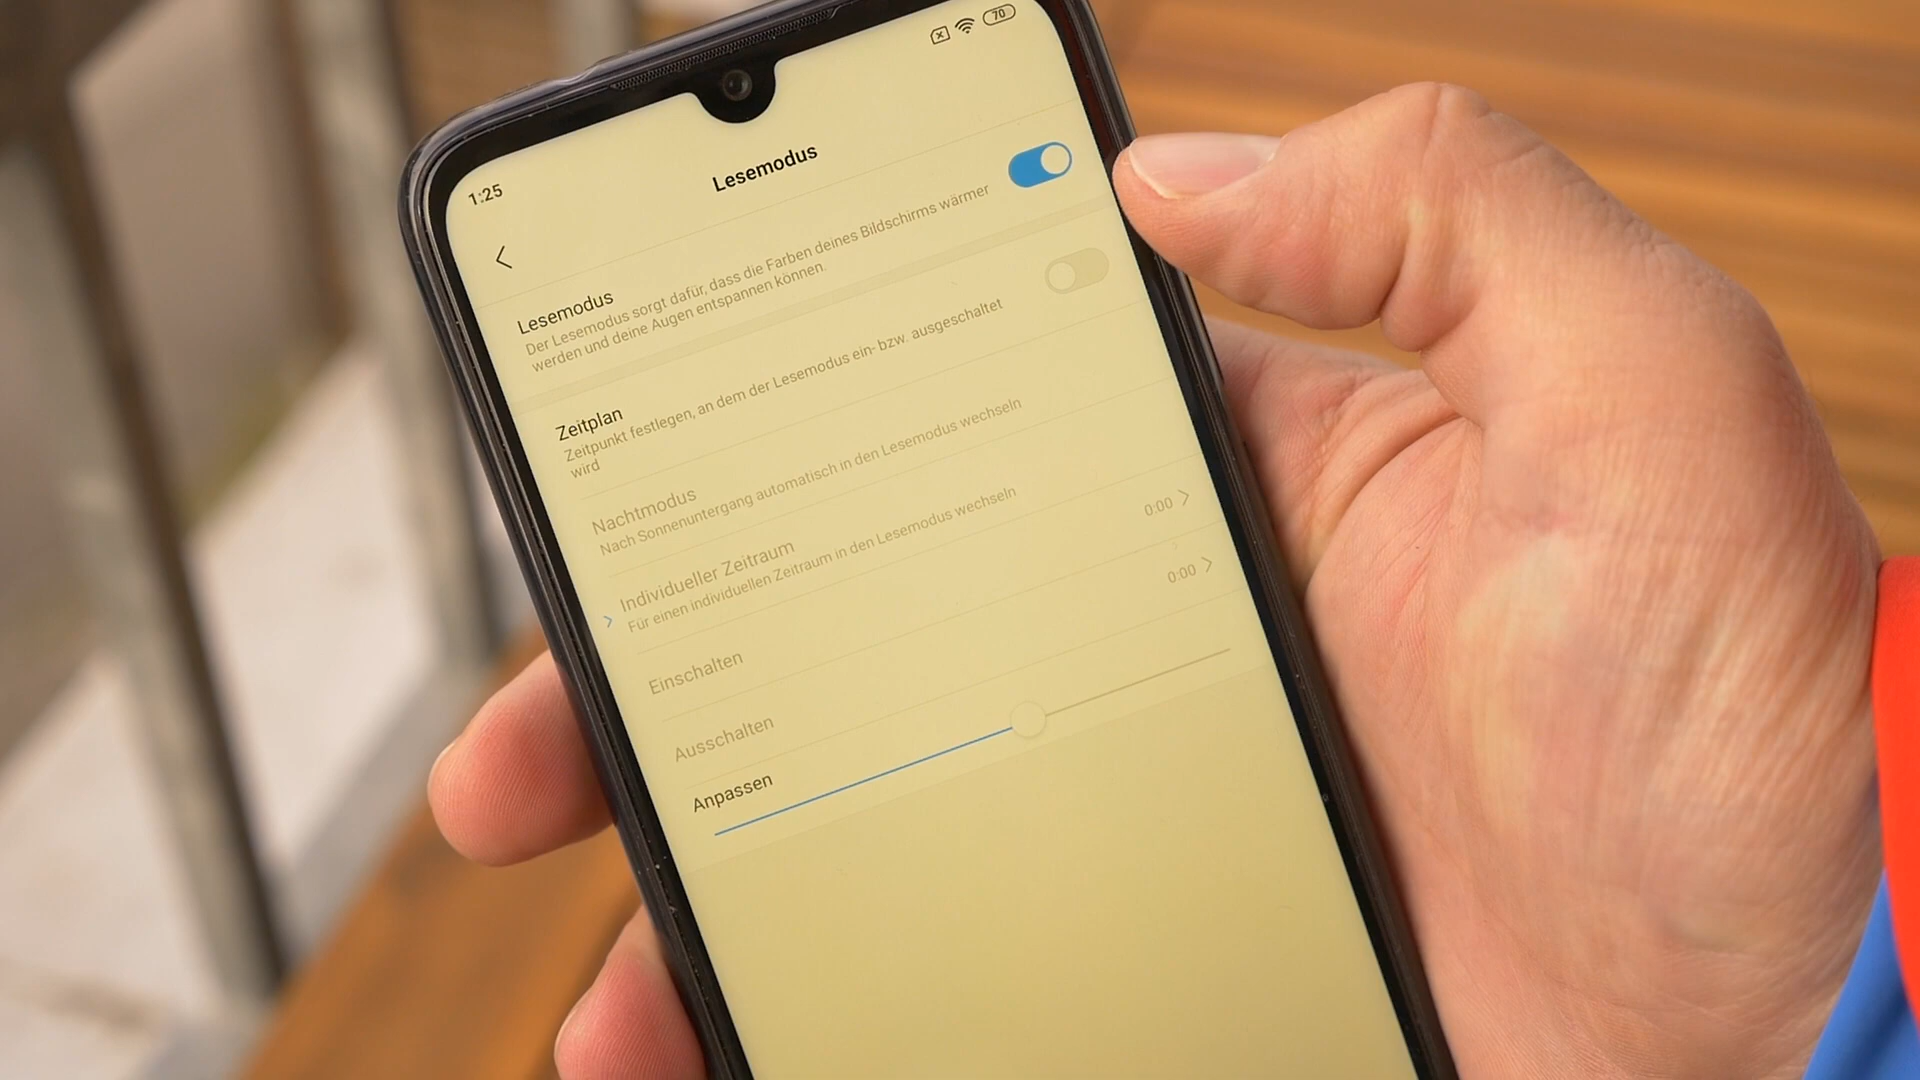 70
1:25
Lesemodus
Lesemodus
Der Lesemodus sorgt dafür, dass die Farben deines Bildschirms wärmer
werden und deine Augen entspannen können.
Zeitplan
Zeitpunkt festlegen, an dem der Lesemodus ein- bzw. ausgeschaltet
wird
Nachtmodus
Nach Sonnenuntergang automatisch in den Lesemodus wechseln
Individueller Zeitraum
Für einen individuellen Zeitraum in den Lesemodus wechseln
Einschalten 0:00
Ausschalten 0:00
Anpassen